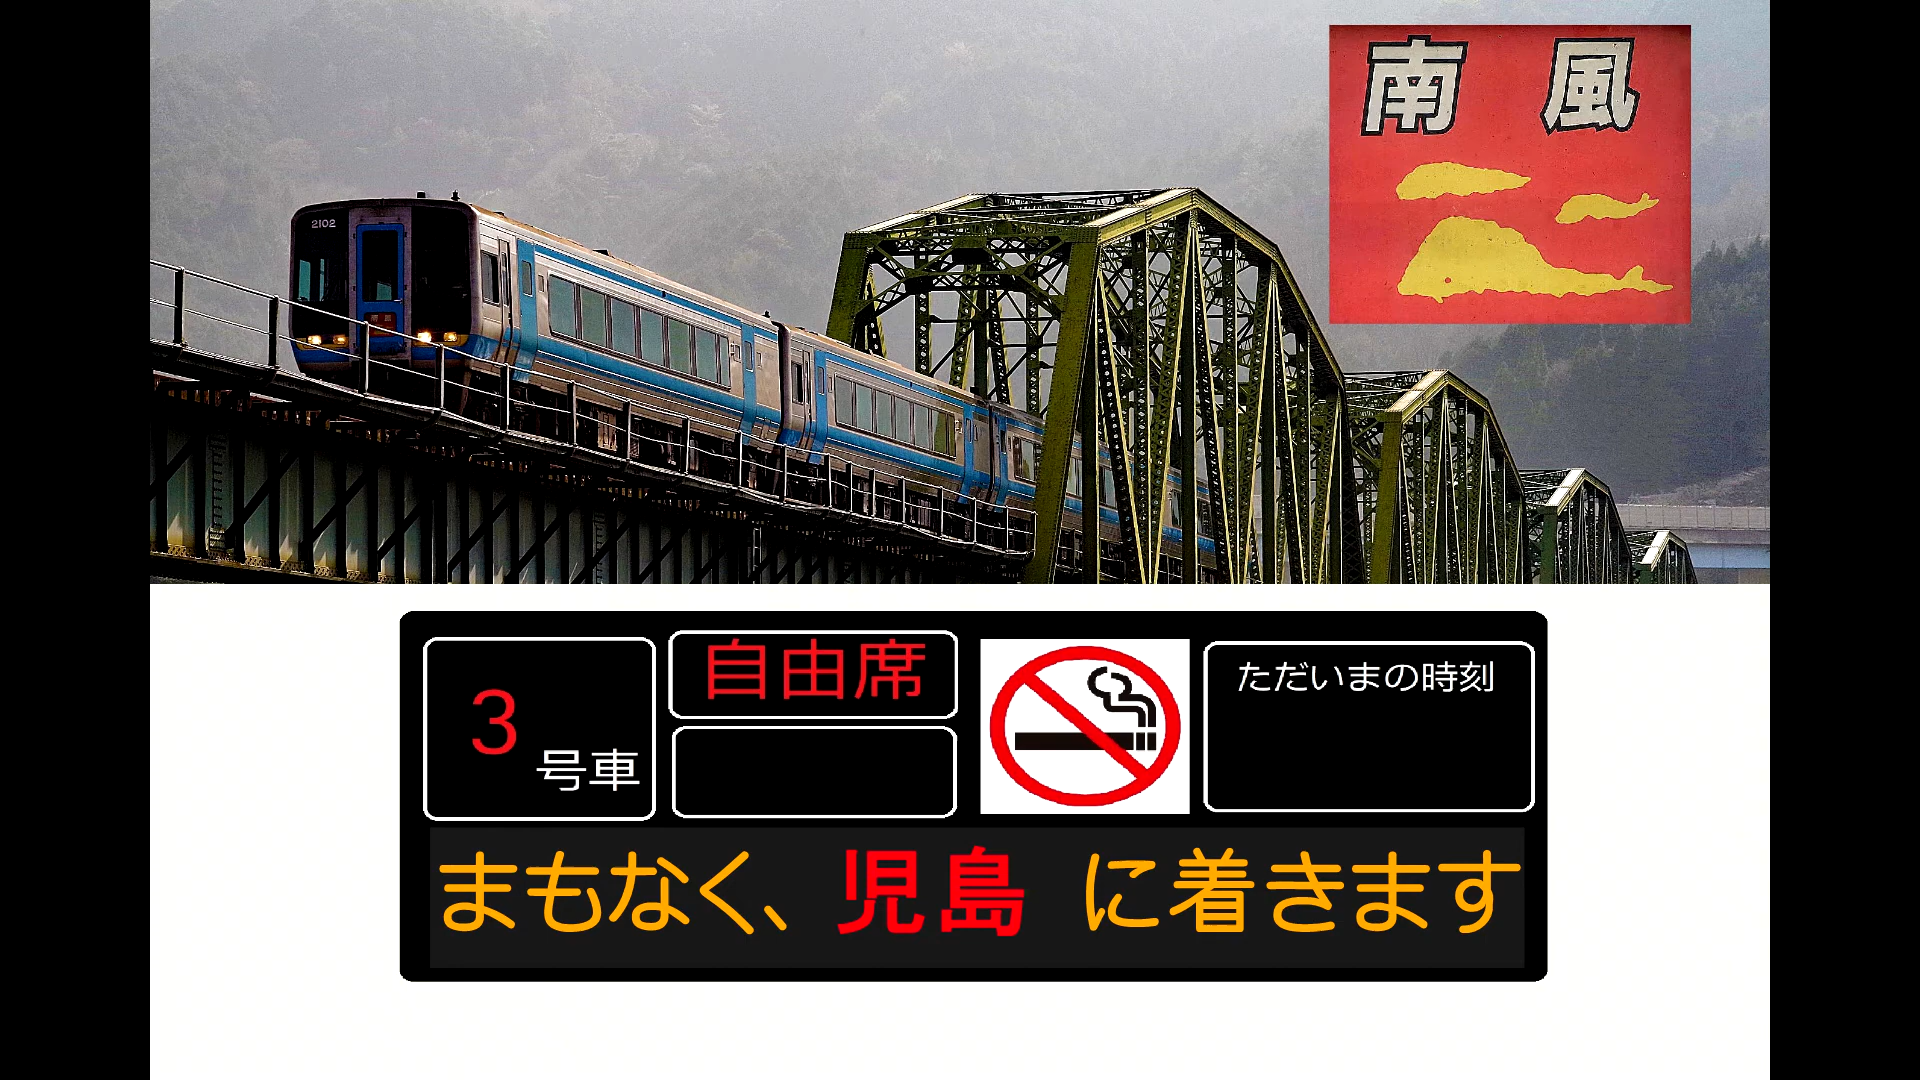 南 風
2102
自由席
3
号車
ただいまの時刻
まもなく、児島 に着きます